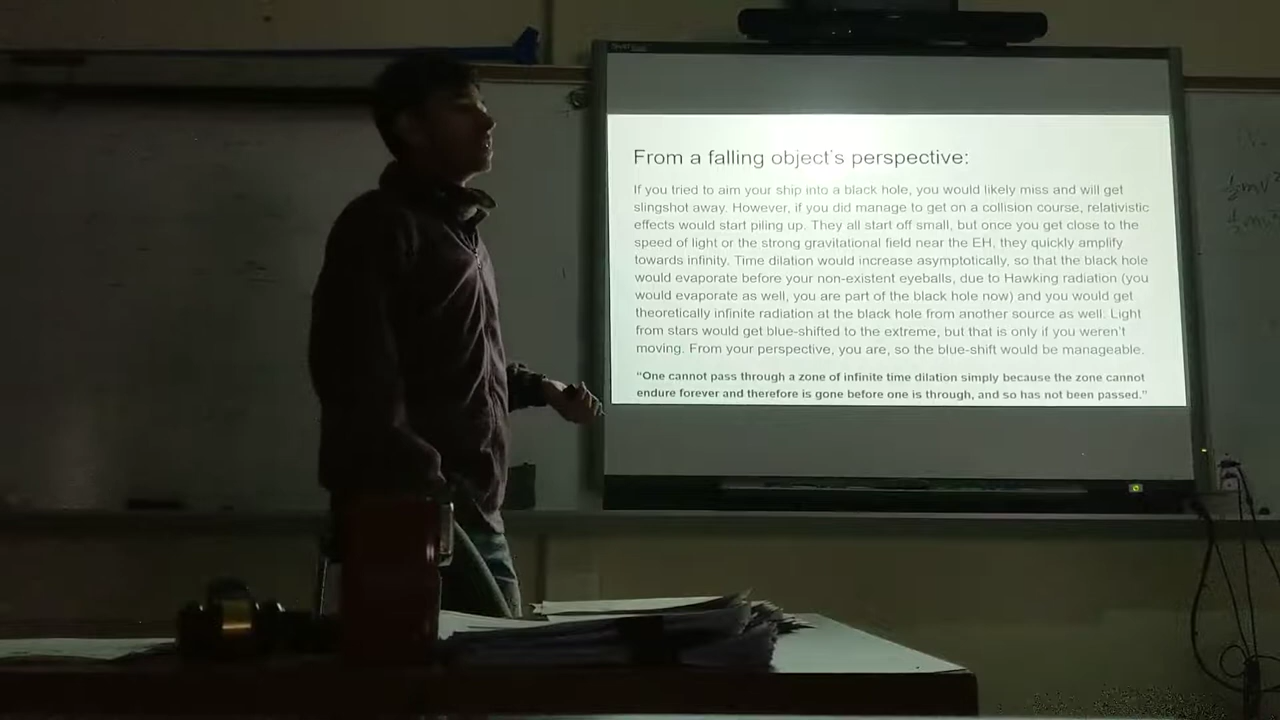 From a falling object's perspective:
If you tried to aim your ship into a black hole, you would likely miss and will get
slingshot away. However, if you did manage to get on a collision course, relativistic
effects would start piling up. They all start off small, but once you get close to the
speed of light or the strong gravitational field near the EH, they quickly amplify
towards infinity. Time dilation would increase asymptotically, so that the black hole
would evaporate before your non-existent eyeballs, due to Hawking radiation (you
would evaporate as well, you are part of the black hole now) and you would get
theoretically infinite radiation at the black hole from another source as well. Light
from stars would get blue-shifted to the extreme, but that is only if you weren't
moving. From your perspective, you are, so the blue-shift would be manageable.
"One cannot pass through a zone of infinite time dilation simply because the zone cannot
endure forever and therefore is gone before one is through, and so has not been passed."